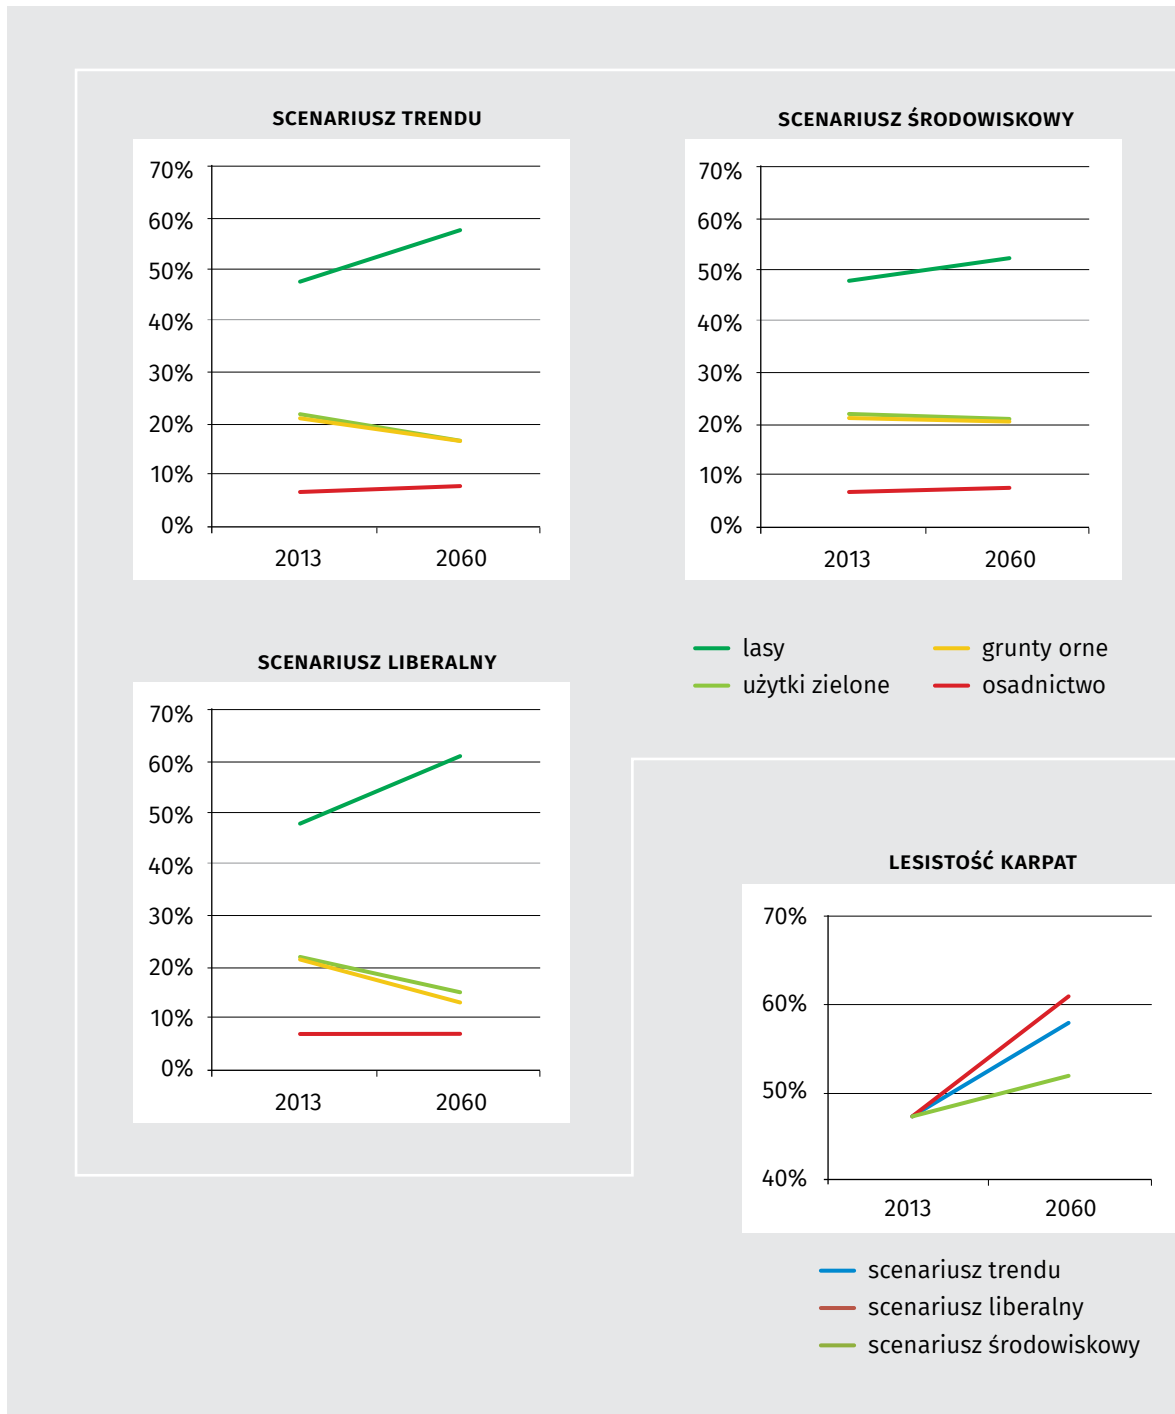 SCENARIUSZ TRENDU
70%
60%
50%
40%
30%
20%
10%
0%
2013 2060
SCENARIUSZ ŚRODOWISKOWY
70%
60%
50%
40%
30%
20%
10%
0%
2013 2060
lasy
użytki zielone
grunty orne
osadnictwo
SCENARIUSZ LIBERALNY
70%
60%
50%
40%
30%
20%
10%
0%
2013 2060
LESISTOŚĆ KARPAT
70%
60%
50%
40%
2013 2060
scenariusz trendu
scenariusz liberalny
scenariusz środowiskowy